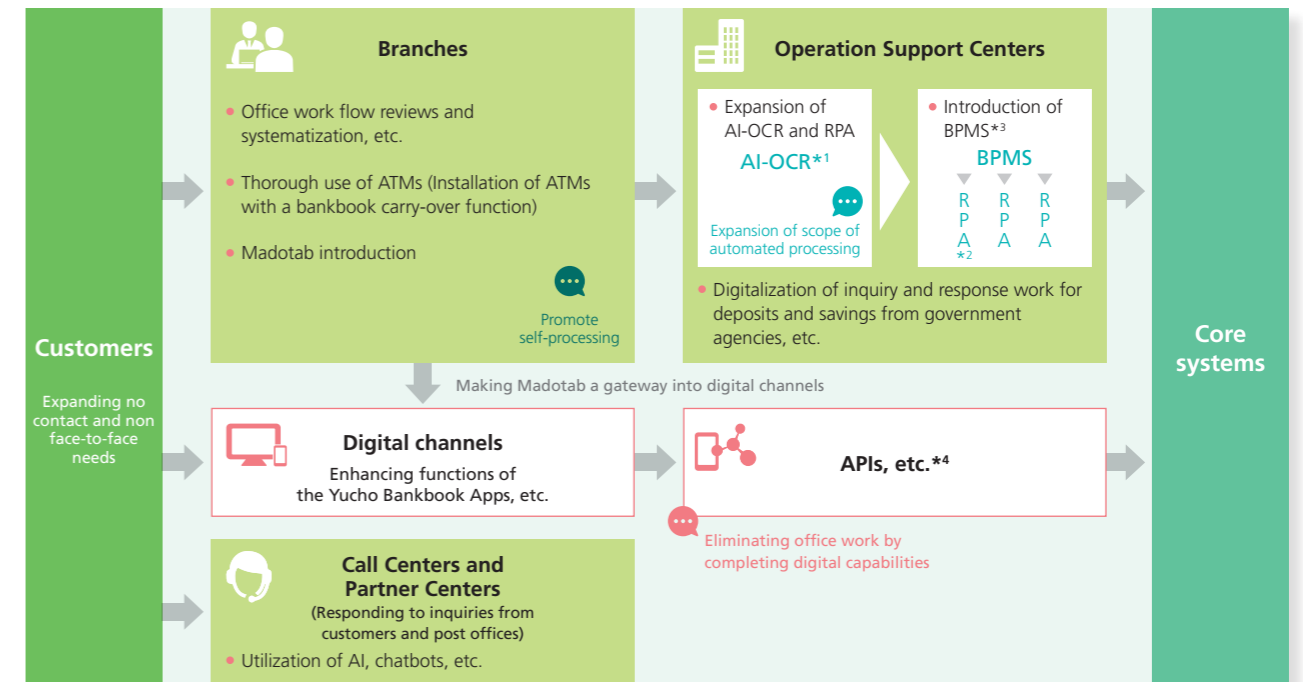 Customers
Expanding no
contact and non
face-to-face
needs
Branches
• Office work flow reviews and
systematization, etc.
• Thorough use of ATMs (Installation of ATMs
with a bankbook carry-over function)
• Madotab introduction
Promote
self-processing
Operation Support Centers
• Expansion of
AI-OCR and RPA
AI-OCR*1
Expansion of scope of
automated processing
• Introduction of
BPMS*3
BPMS
RPA*2
RPA
RPA
• Digitalization of inquiry and response work for
deposits and savings from government
agencies, etc.
Making Madotab a gateway into digital channels
Digital channels
Enhancing functions of
the Yucho Bankbook Apps, etc.
APIs, etc.*4
Eliminating office work by
completing digital capabilities
Call Centers and
Partner Centers
(Responding to inquiries from
customers and post offices)
• Utilization of AI, chatbots, etc.
Core
systems